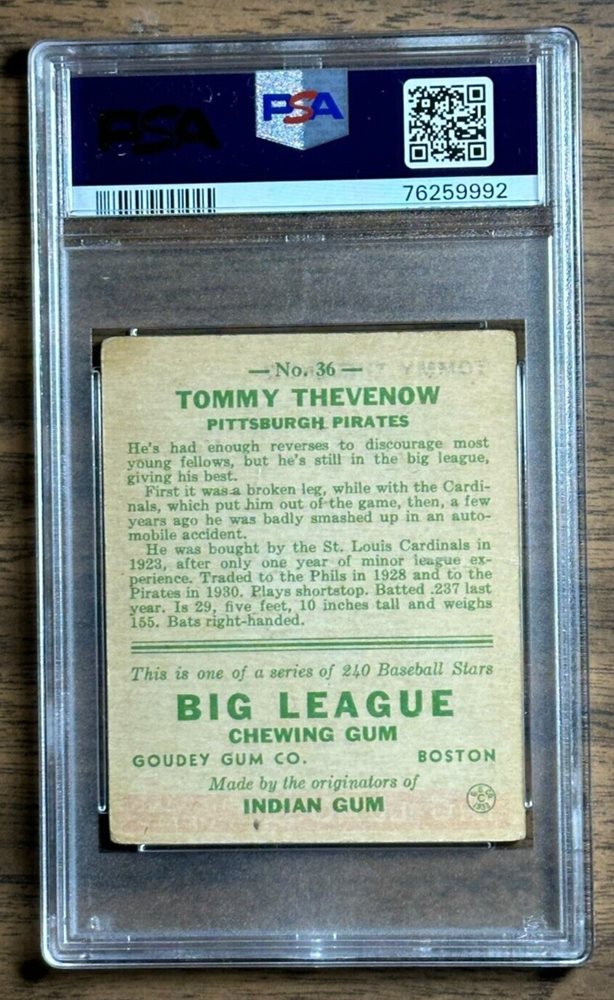 PSA
PSA
76259992
— No. 36 —
TOMMY THEVENOW
PITTSBURGH PIRATES
He's had enough reverses to discourage most
young fellows, but he's still in the big league,
giving his best.
First it was a broken leg, while with the Cardi-
nals, which put him out of the game, then, a few
years ago he was badly smashed up in an auto-
mobile accident.
He was bought by the St. Louis Cardinals in
1923, after only one year of minor league ex-
perience. Traded to the Phils in 1928 and to the
Pirates in 1930. Plays shortstop. Batted .237 last
year. Is 29, five feet, 10 inches tall and weighs
155. Bats right-handed.
This is one of a series of 240 Baseball Stars
BIG LEAGUE
CHEWING GUM
GOUDEY GUM CO. BOSTON
Made by the originators of
INDIAN GUM